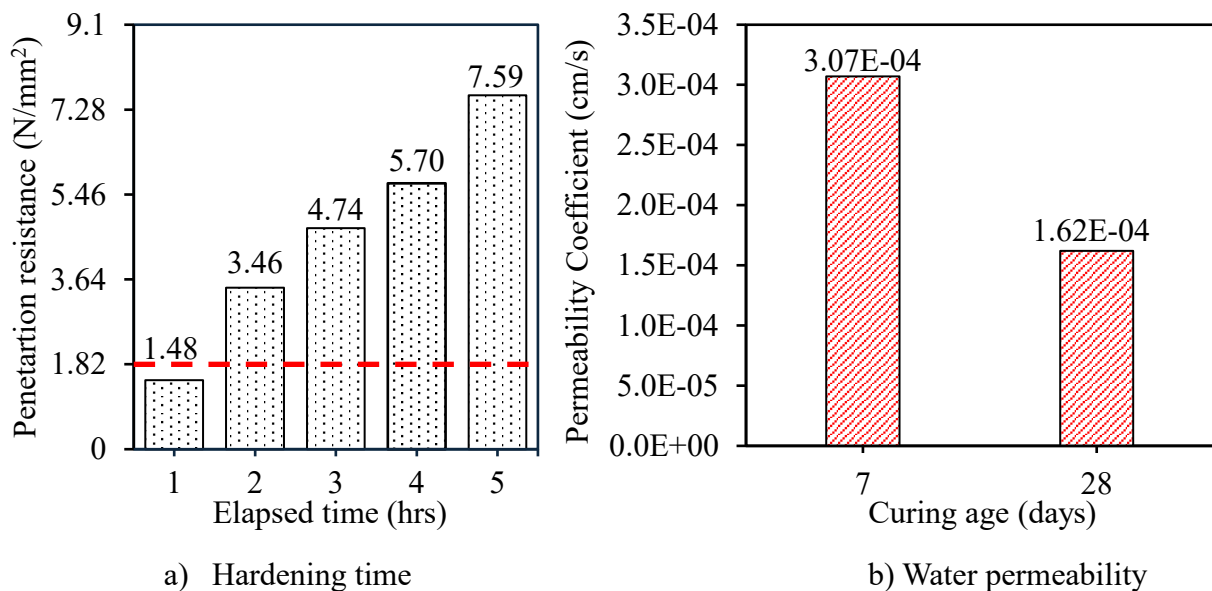 Penetartion resistance (N/mm²)
9.1
7.28
5.46
3.64
1.82
0
1.48
3.46
4.74
5.70
7.59
1 2 3 4 5
Elapsed time (hrs)
a) Hardening time
Permeability Coefficient (cm/s)
3.5E-04
3.0E-04
2.5E-04
2.0E-04
1.5E-04
1.0E-04
5.0E-05
0.0E+00
3.07E-04
1.62E-04
7 28
Curing age (days)
b) Water permeability